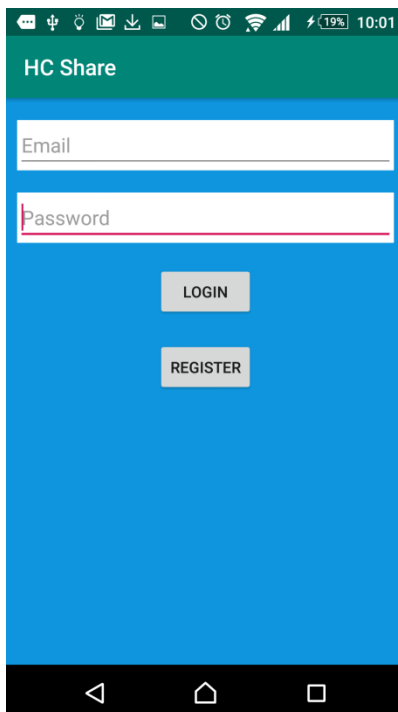 19% 10:01
HC Share
Email
Password
LOGIN
REGISTER